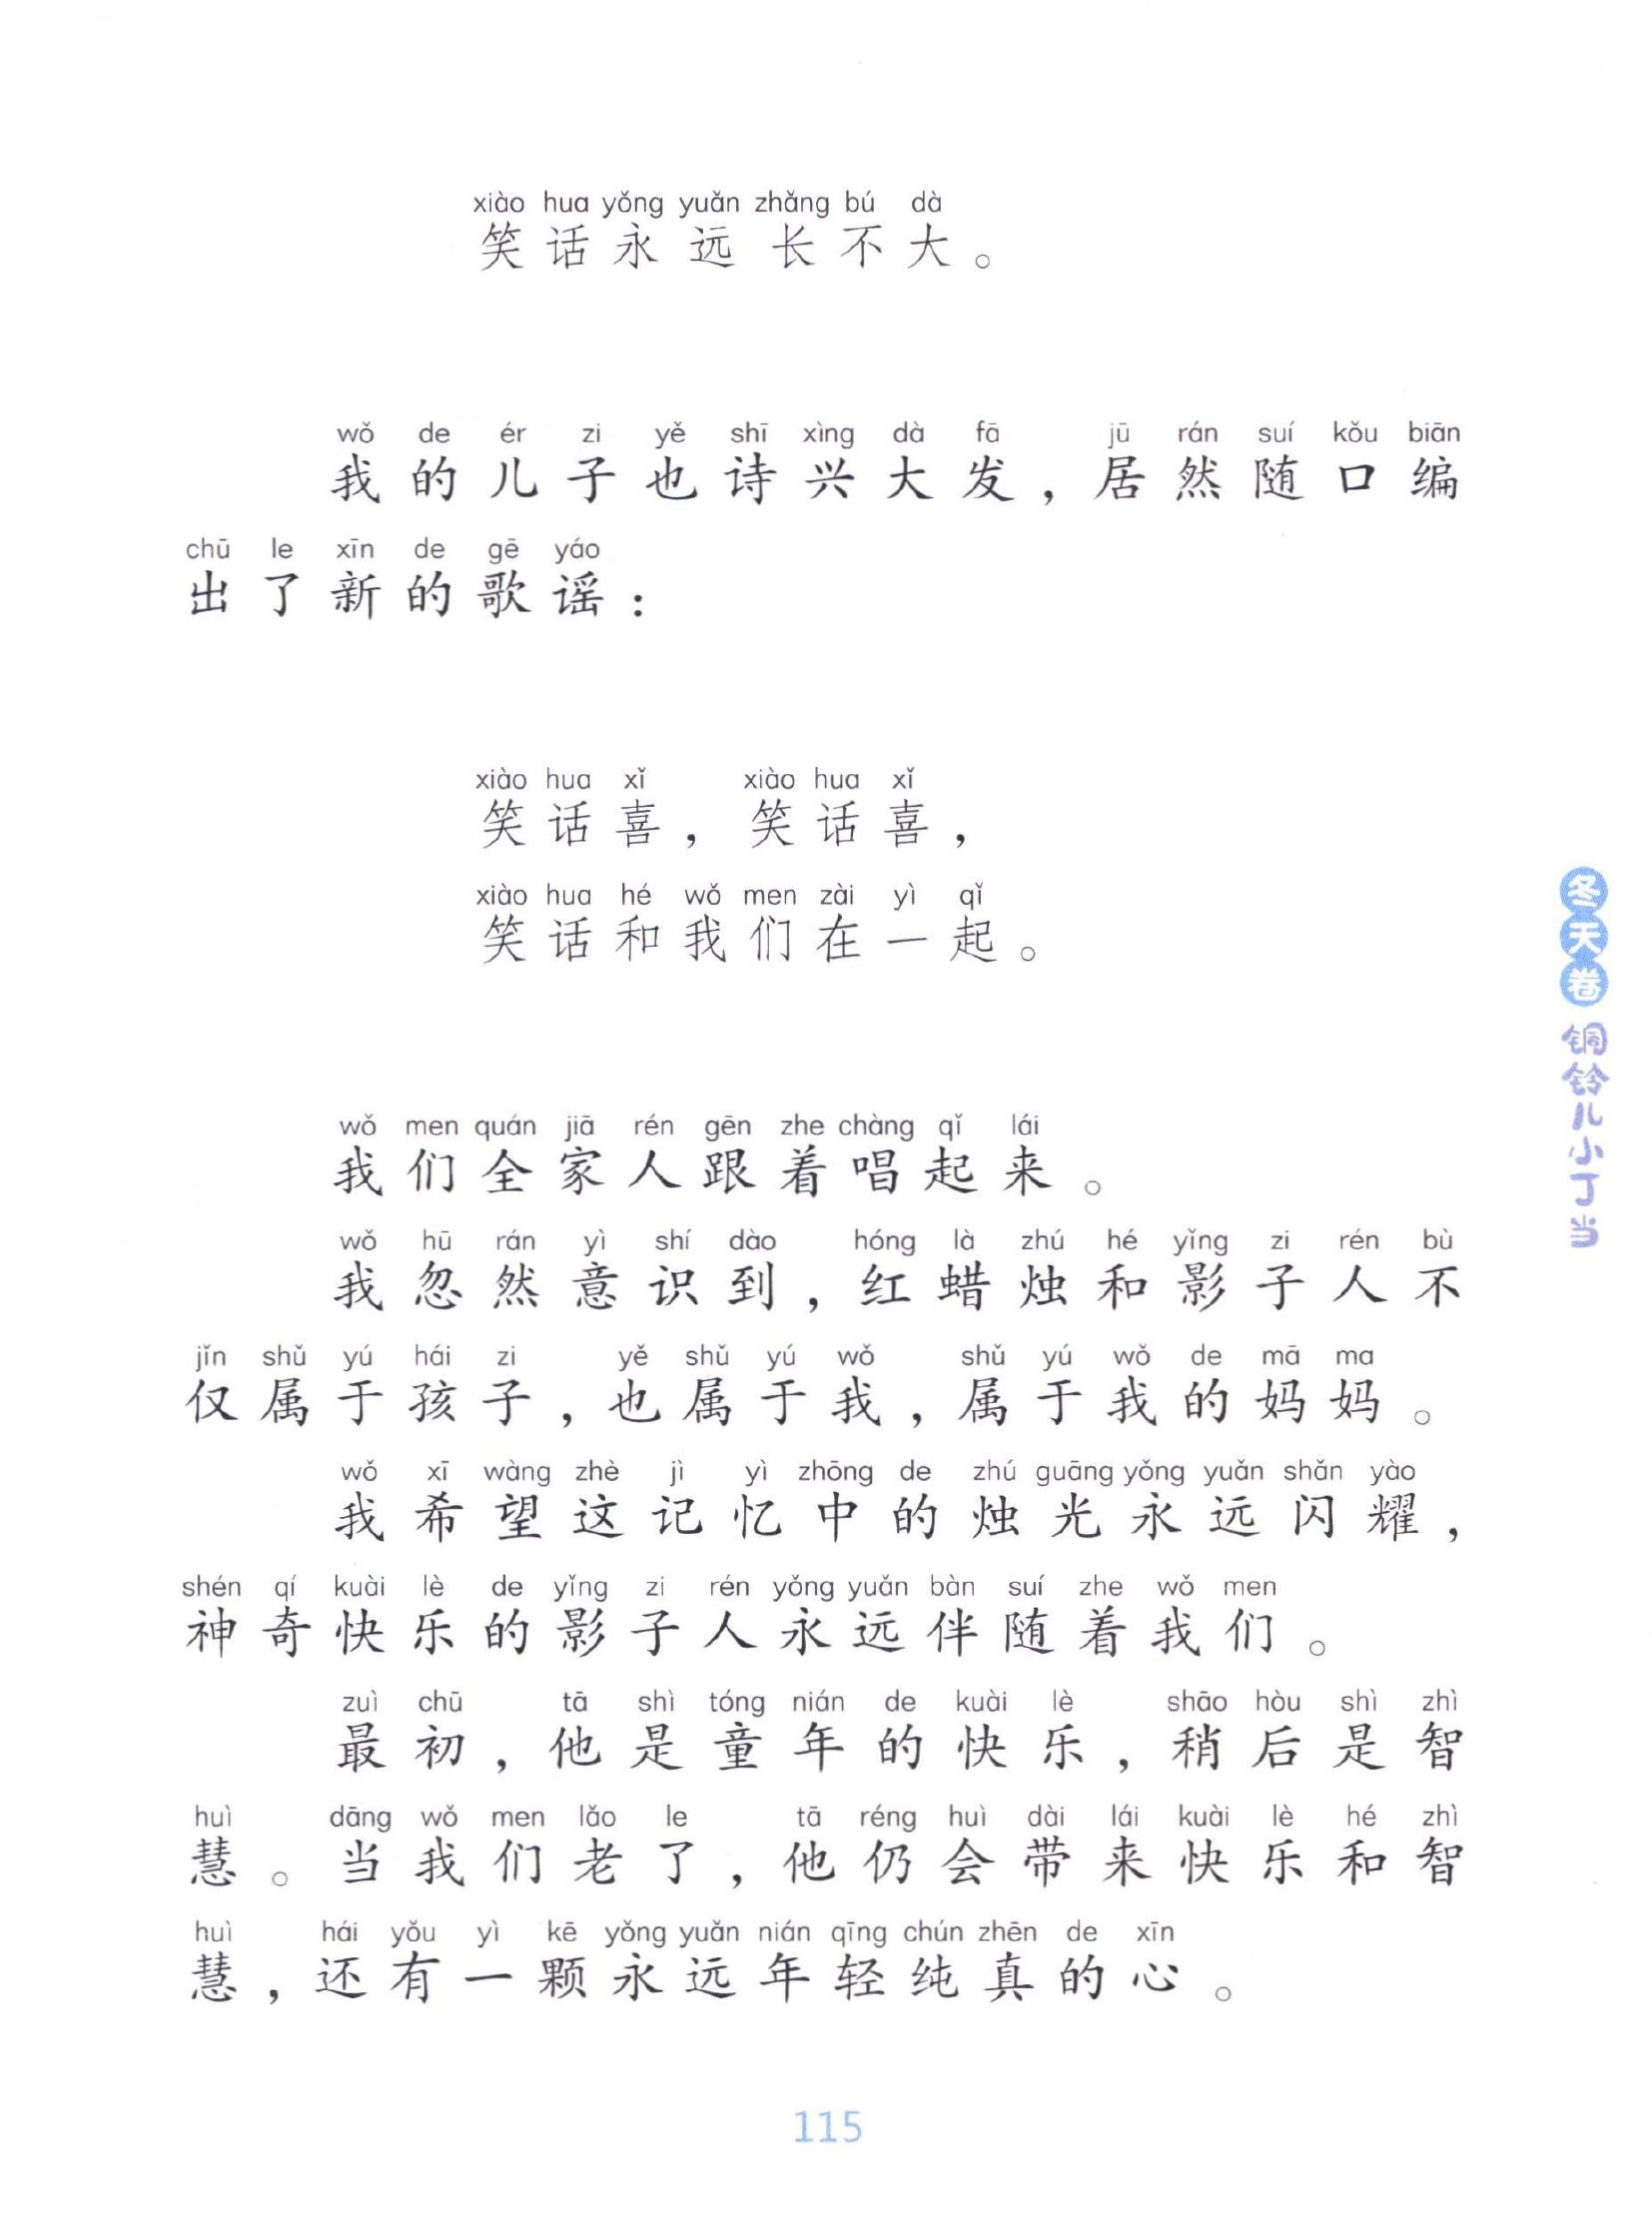 xiào hua yǒng yuǎn zhǎng bú dà
笑话永远长不大。
wǒ de ér zi yě shī xìng dà fā jū rán suí kǒu biān
我的儿子也诗兴大发，居然随口编
chū le xīn de gē yáo
出了新的歌谣：
xiào hua xǐ xiào hua xǐ
笑话喜，笑话喜，
xiào hua hé wǒ men zài yì qǐ
笑话和我们在一起。
wǒ men quán jiā rén gēn zhe chàng qǐ lái
我们全家人跟着唱起来。
wǒ hū rán yì shí dào hóng là zhú hé yǐng zi rén bù
我忽然意识到，红蜡烛和影子人不
jǐn shǔ yú hái zi yě shǔ yú wǒ shǔ yú wǒ de mā ma
仅属于孩子，也属于我，属于我的妈妈。
wǒ xī wàng zhè jì yì zhōng de zhú guāng yǒng yuǎn shǎn yào
我希望这记忆中的烛光永远闪耀，
shén qí kuài lè de yǐng zi rén yǒng yuǎn bàn suí zhe wǒ men
神奇快乐的影子人永远伴随着我们。
zuì chū tā shì tóng nián de kuài lè shāo hòu shì zhì
最初，他是童年的快乐，稍后是智
huì dāng wǒ men lǎo le tā réng huì dài lái kuài lè hé zhì
慧。当我们老了，他仍会带来快乐和智
huì hái yǒu yì kē yǒng yuǎn nián qīng chún zhēn de xīn
慧，还有一颗永远年轻纯真的心。
冬天卷 铜铃儿小丁当
115